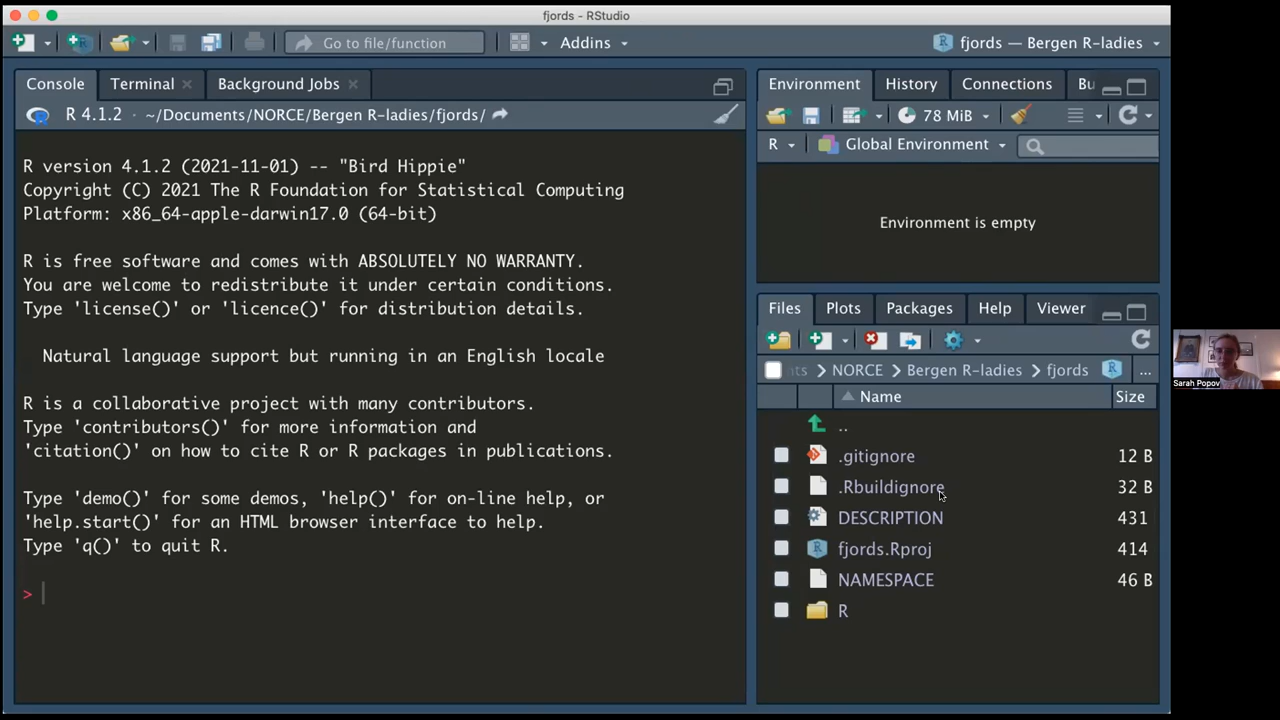 fjords - RStudio
Go to file/function
Addins
fjords — Bergen R-ladies
Console
Terminal
Background Jobs
R 4.1.2 · ~/Documents/NORCE/Bergen R-ladies/fjords/
R version 4.1.2 (2021-11-01) -- "Bird Hippie"
Copyright (C) 2021 The R Foundation for Statistical Computing
Platform: x86_64-apple-darwin17.0 (64-bit)
R is free software and comes with ABSOLUTELY NO WARRANTY.
You are welcome to redistribute it under certain conditions.
Type 'license()' or 'licence()' for distribution details.
Natural language support but running in an English locale
R is a collaborative project with many contributors.
Type 'contributors()' for more information and
'citation()' on how to cite R or R packages in publications.
Type 'demo()' for some demos, 'help()' for on-line help, or
'help.start()' for an HTML browser interface to help.
Type 'q()' to quit R.
>
Environment
History
Connections
Bu
78 MiB
R
Global Environment
Environment is empty
Files
Plots
Packages
Help
Viewer
nts > NORCE > Bergen R-ladies > fjords
...
Name
Size
..
.gitignore 12 B
.Rbuildignore 32 B
DESCRIPTION 431
fjords.Rproj 414
NAMESPACE 46 B
R
Sarah Popov